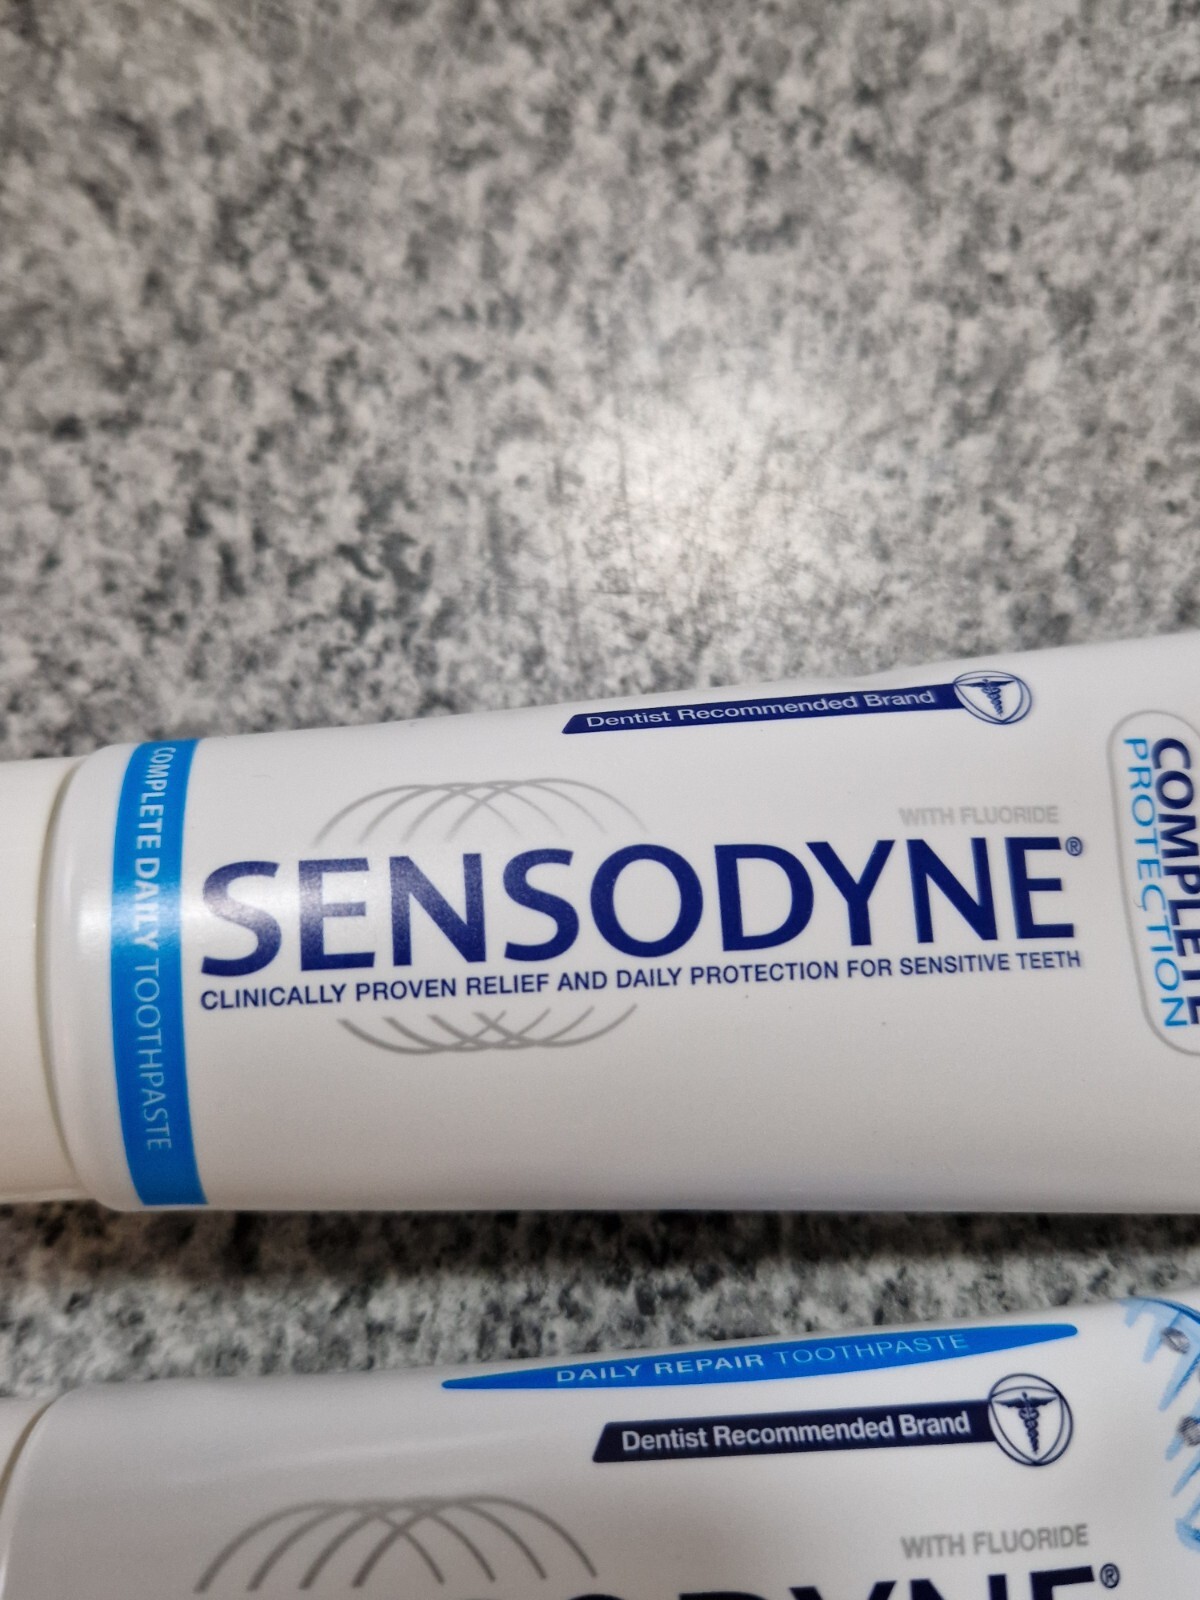 Dentist Recommended Brand
WITH FLUORIDE
SENSODYNE®
CLINICALLY PROVEN RELIEF AND DAILY PROTECTION FOR SENSITIVE TEETH
COMPLETE DAILY TOOTHPASTE
COMPLETE
PROTECTION
DAILY REPAIR TOOTHPASTE
Dentist Recommended Brand
WITH FLUORIDE